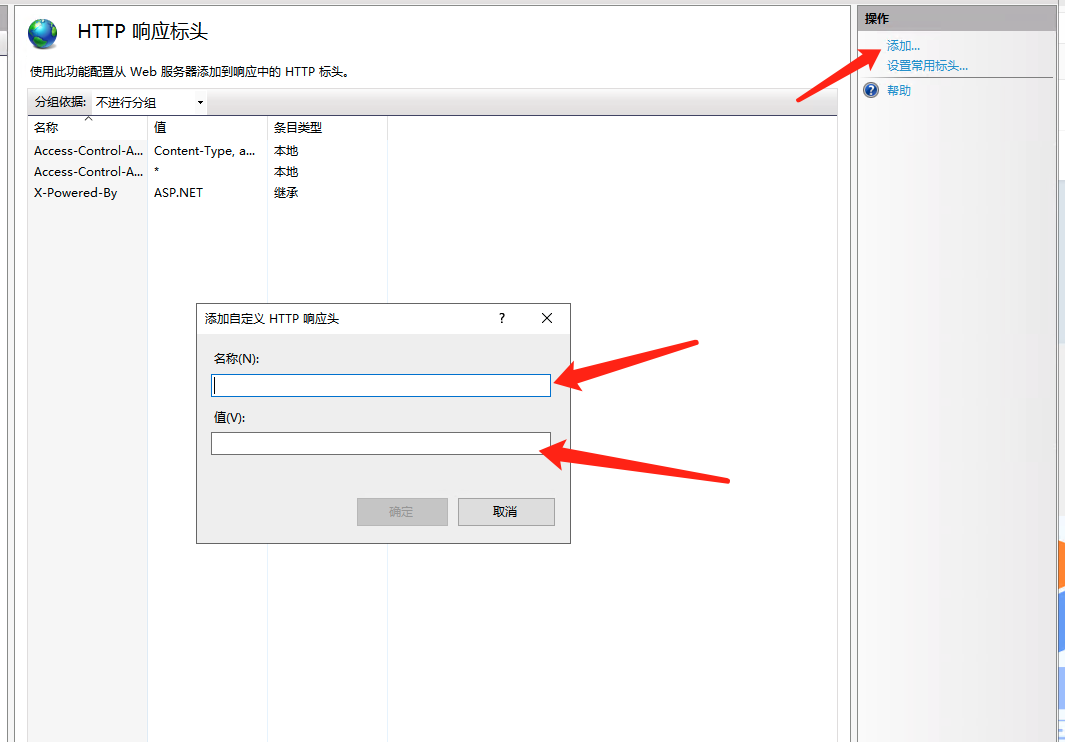 HTTP 响应标头
使用此功能配置从 Web 服务器添加到响应中的 HTTP 标头。
分组依据: 不进行分组
名称 值 条目类型
Access-Control-A... Content-Type, a... 本地
Access-Control-A... * 本地
X-Powered-By ASP.NET 继承
添加自定义 HTTP 响应头 ?
名称(N):
值(V):
确定 取消
操作
添加...
设置常用标头...
? 帮助